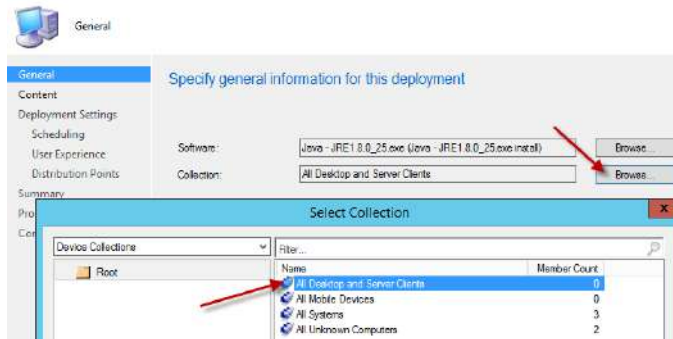 General
General
Specify general information for this deployment
Content
Deployment Settings
Scheduling
Software: Java - JRE1.8.0_25.exe (Java - JRE1.8.0_25.exe install) Browse...
User Experience
Distribution Points
Collection: All Desktop and Server Clients Browse...
Summary
Pro
Select Collection x
Device Collections Filter...
Root
Name Member Count
All Desktop and Server Clients 0
All Mobile Devices 0
All Systems 3
All Unknown Computers 2